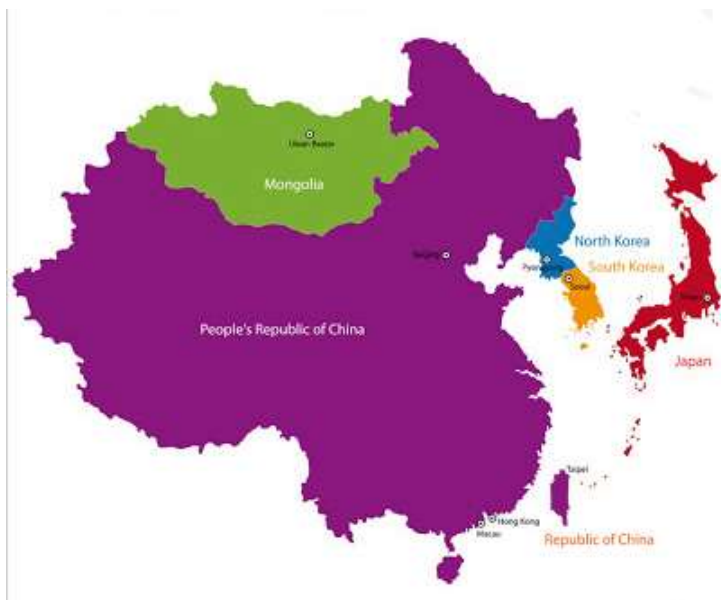 Ulaan Baatar
Mongolia
North Korea
Beijing
Pyongyang
South Korea
Seoul
Tokyo
People's Republic of China
Japan
Taipei
Hong Kong
Macau
Republic of China